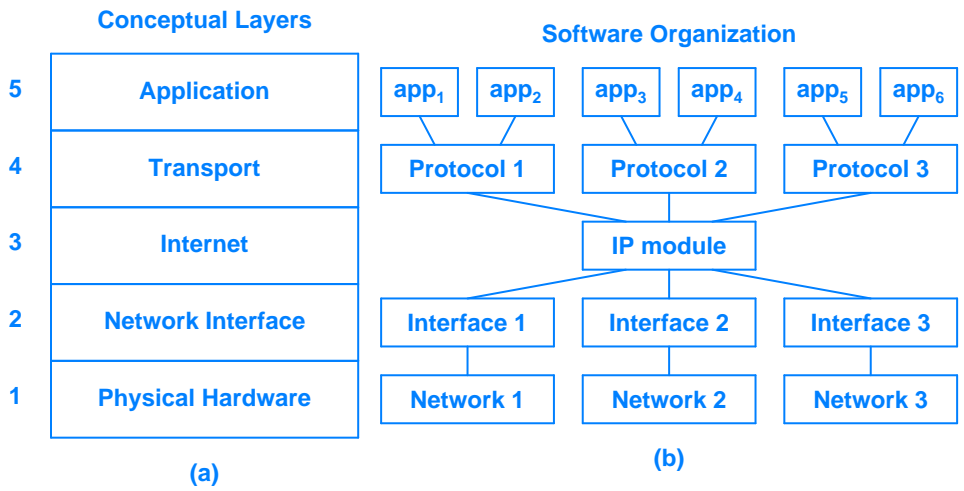 Conceptual Layers
5 Application
4 Transport
3 Internet
2 Network Interface
1 Physical Hardware
(a)
Software Organization
app₁ app₂ app₃ app₄ app₅ app₆
Protocol 1 Protocol 2 Protocol 3
IP module
Interface 1 Interface 2 Interface 3
Network 1 Network 2 Network 3
(b)